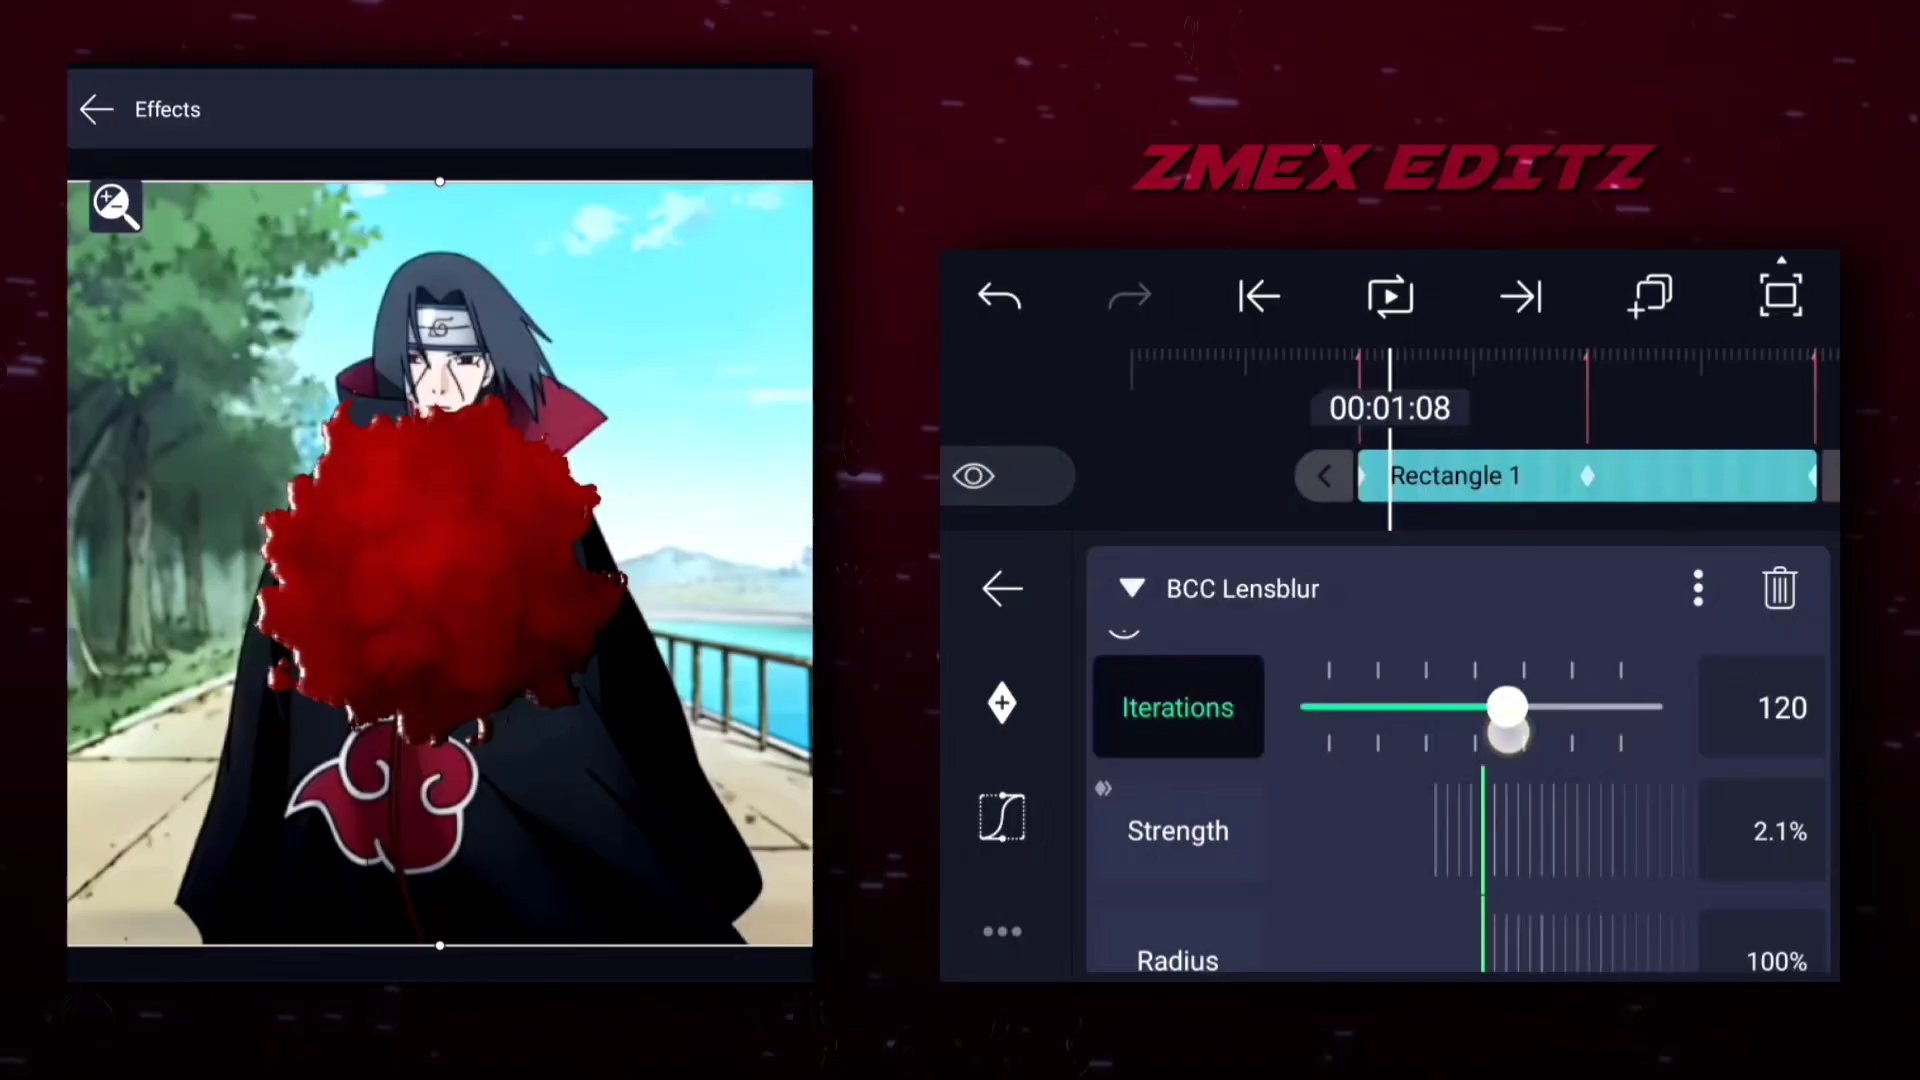 Effects
ZMEX EDITZ
00:01:08
Rectangle 1
BCC Lensblur
Iterations
120
Strength
2.1%
Radius
100%